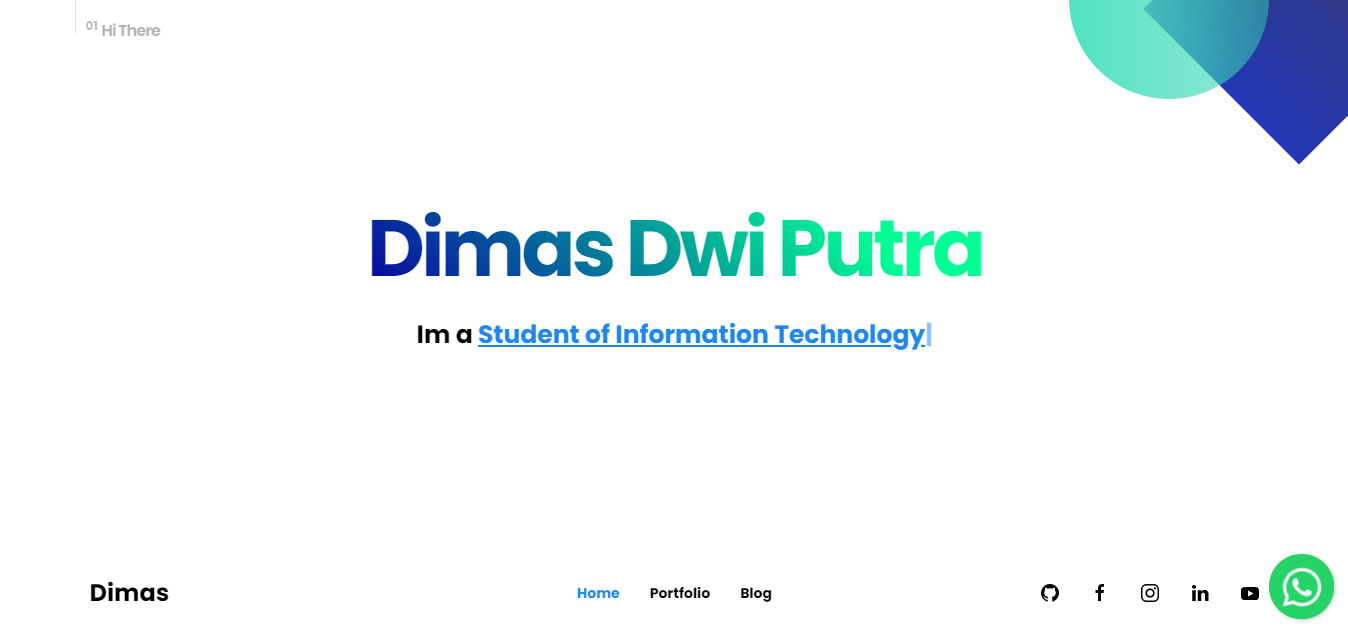 01 Hi There
Dimas Dwi Putra
Im a Student of Information Technology|
Dimas
Home Portfolio Blog